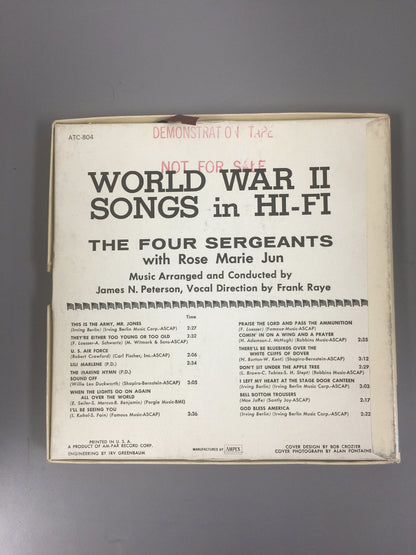 ATC-804
DEMONSTRATION TAPE
NOT FOR SALE
WORLD WAR II
SONGS in HI-FI
THE FOUR SERGEANTS
with Rose Marie Jun
Music Arranged and Conducted by
James N. Peterson, Vocal Direction by Frank Raye
Time
THIS IS THE ARMY, MR. JONES
(Irving Berlin) (Irving Berlin Music Corp.-ASCAP) 2:27
THEY'RE EITHER TOO YOUNG OR TOO OLD 2:32
(F. Loesser-A. Schwartz) (M. Witmark & Sons-ASCAP)
U. S. AIR FORCE 2:06
(Robert Crawford) (Carl Fischer, Inc.-ASCAP)
LILI MARLENE (P.D.) 2:34
THE INAKING HYMN (P.D.)
SOUND OFF
(Willie Lee Duckworth) (Shapiro-Bernstein-ASCAP) 3:05
WHEN THE LIGHTS GO ON AGAIN
ALL OVER THE WORLD
(E. Seiler-S. Marcus-B. Benjamin) (Porgie Music-BMI)
I'LL BE SEEING YOU
(I. Kahal-S. Fain) (Famous Music-ASCAP) 3:36
PRAISE THE LORD AND PASS THE AMMUNITION
(F. Loesser) (Famous Music-ASCAP)
COMIN' IN ON A WING AND A PRAYER
(H. Adamson-J. McHugh) (Robbins Music-ASCAP) 2:35
THERE'LL BE BLUEBIRDS OVER THE
WHITE CLIFFS OF DOVER
(N. Burton-W. Kent) (Shapiro-Bernstein-ASCAP) 3:12
DON'T SIT UNDER THE APPLE TREE 2:29
(L. Brown-C. Tobias-S. H. Stept) (Robbins Music-ASCAP)
I LEFT MY HEART AT THE STAGE DOOR CANTEEN
(Irving Berlin) (Irving Berlin Music Corp.-ASCAP) 3:03
BELL BOTTOM TROUSERS
(Moe Jaffe) (Santly Joy-ASCAP) 2:17
GOD BLESS AMERICA
(Irving Berlin) (Irving Berlin Music Corp.-ASCAP) 2:22
PRINTED IN U. S. A.
A PRODUCT OF AM-PAR RECORD CORP.
ENGINEERING BY IRV GREENBAUM
MANUFACTURED BY AMPEX
COVER DESIGN BY BOB CROZIER
COVER PHOTOGRAPH BY ALAN FONTAINE